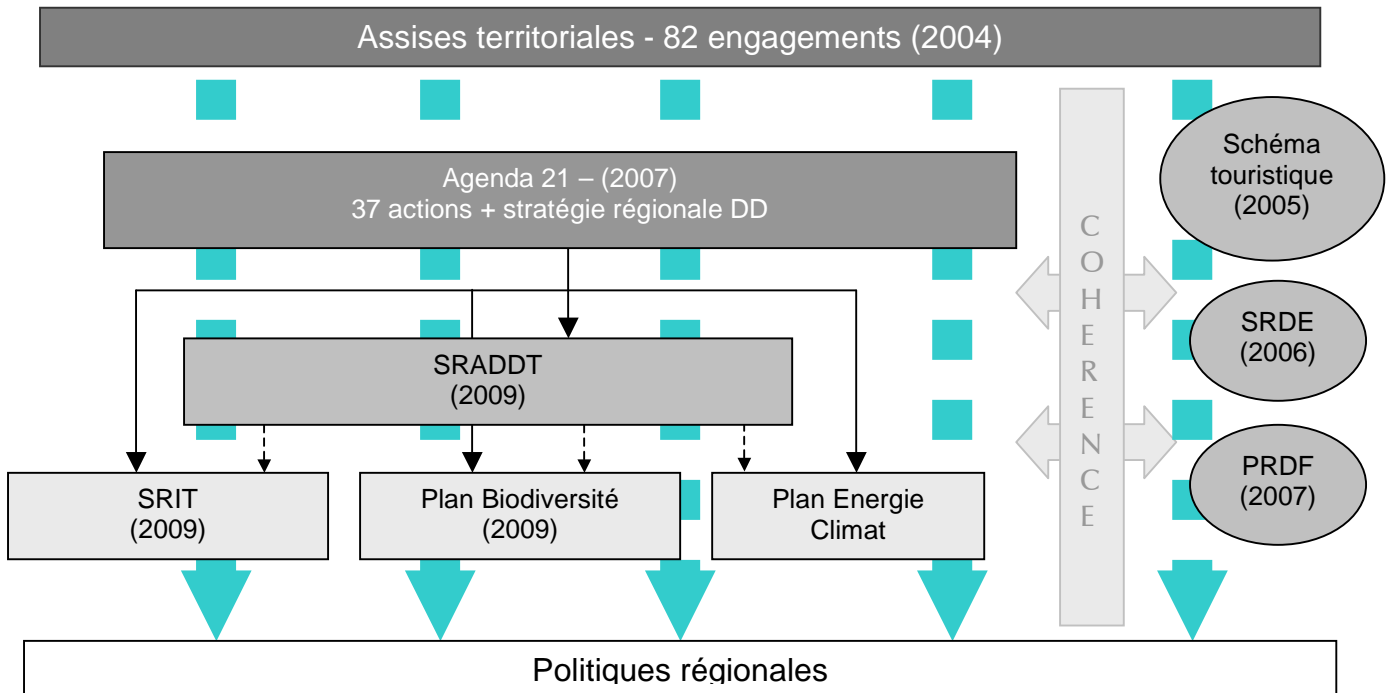 Assises territoriales - 82 engagements (2004)
Agenda 21 – (2007)
37 actions + stratégie régionale DD
SRADDT
(2009)
SRIT
(2009)
Plan Biodiversité
(2009)
Plan Energie
Climat
COHERENCE
Schéma
touristique
(2005)
SRDE
(2006)
PRDF
(2007)
Politiques régionales